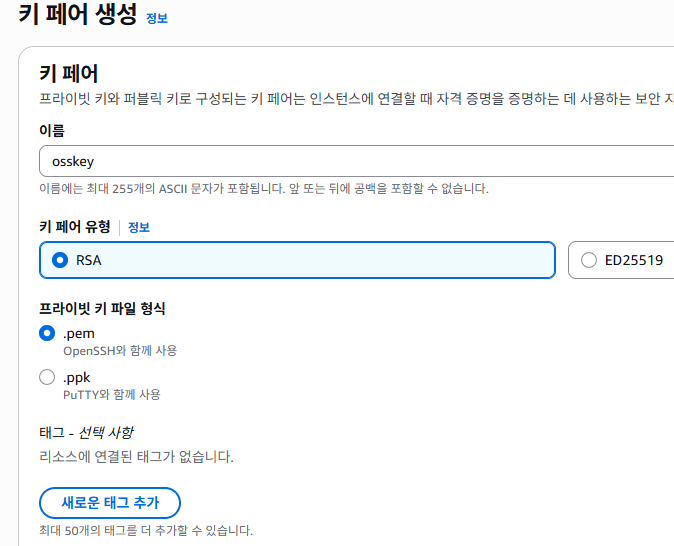 키 페어 생성 정보
키 페어
프라이빗 키와 퍼블릭 키로 구성되는 키 페어는 인스턴스에 연결할 때 자격 증명을 증명하는 데 사용하는 보안
이름
osskey
이름에는 최대 255개의 ASCII 문자가 포함됩니다. 앞 또는 뒤에 공백을 포함할 수 없습니다.
키 페어 유형 정보
RSA
ED25519
프라이빗 키 파일 형식
.pem
OpenSSH와 함께 사용
.ppk
PuTTY와 함께 사용
태그 - 선택 사항
리소스에 연결된 태그가 없습니다.
새로운 태그 추가
최대 50개의 태그를 더 추가할 수 있습니다.